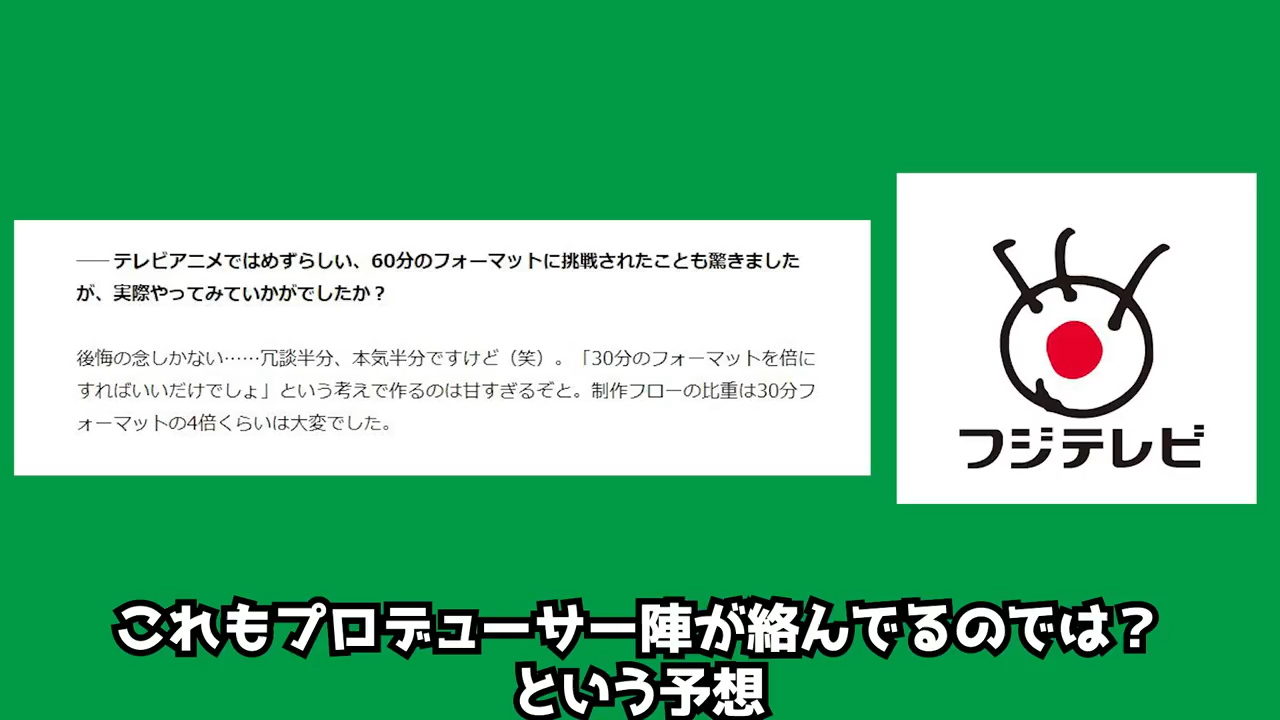 ── テレビアニメではめずらしい、60分のフォーマットに挑戦されたことも驚きました
が、実際やってみていかがでしたか？
後悔の念しかない……冗談半分、本気半分ですけど（笑）。「30分のフォーマットを倍に
すればいいだけでしょ」という考えで作るのは甘すぎるぞと。制作フローの比重は30分フ
ォーマットの4倍くらいは大変でした。
フジテレビ
これもプロデューサー陣が絡んでるのでは？
という予想